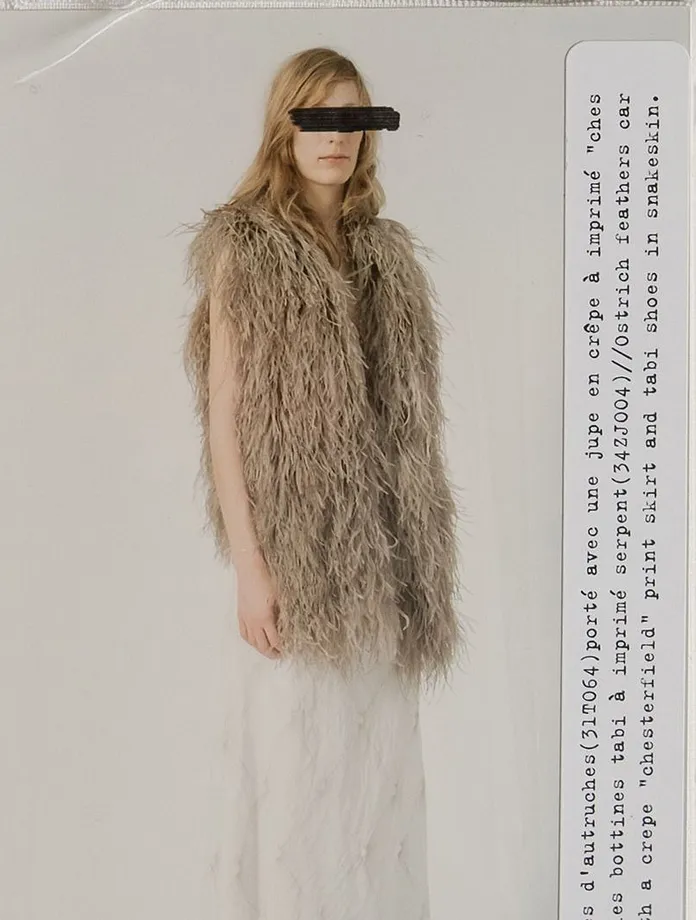 s d'autruches(31T064)porté avec une jupe en crêpe à imprimé "ches
es bottines tabi à imprimé serpent(34ZJ004)//Ostrich feathers car
h a crepe "chesterfield" print skirt and tabi shoes in snakeskin.